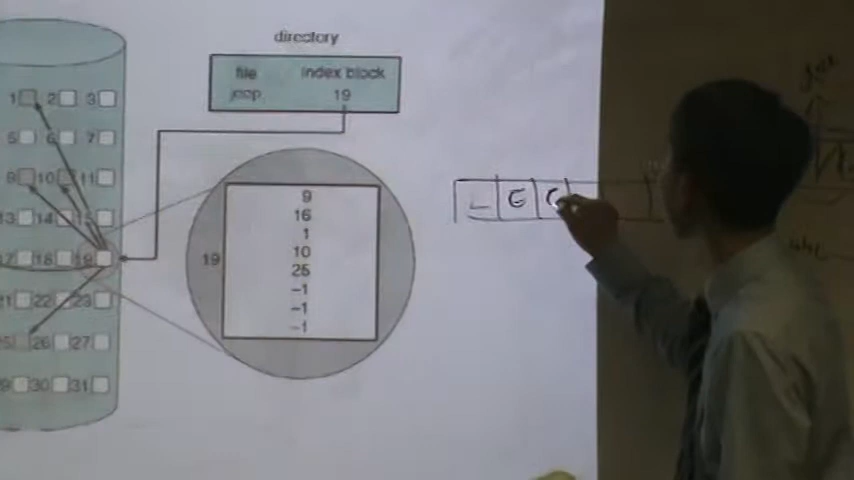 directory
file index block
jeep 19
1 2 3
5 6 7
9 10 11
13 14 15
17 18 19
21 22 23
25 26 27
29 30 31
19
9
16
1
10
25
-1
-1
-1
L E